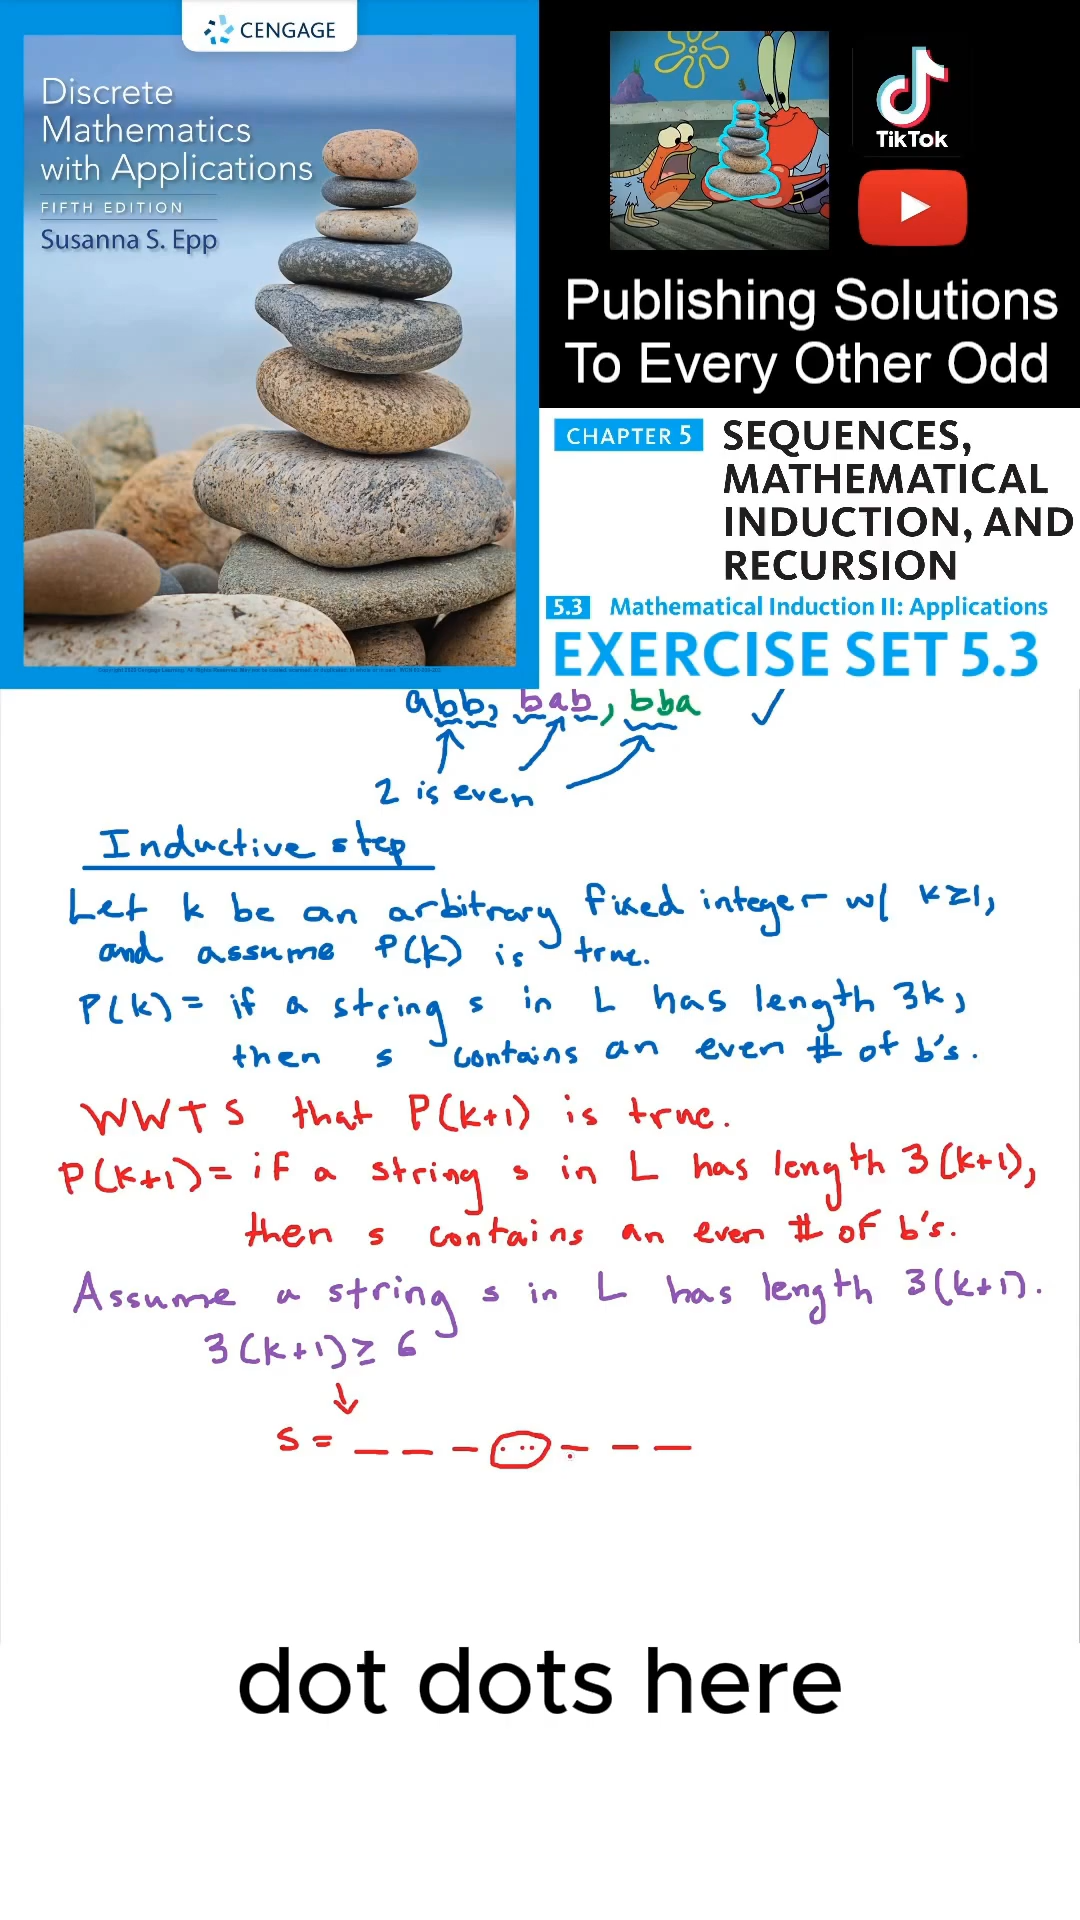 CENGAGE
Discrete
Mathematics
with Applications
FIFTH EDITION
Susanna S. Epp
TikTok
Publishing Solutions
To Every Other Odd
CHAPTER 5 SEQUENCES,
MATHEMATICAL
INDUCTION, AND
RECURSION
5.3 Mathematical Induction II: Applications
EXERCISE SET 5.3
abb, bab, bba ✓
2 is even
Inductive step
Let k be an arbitrary fixed integer w/ k≥1,
and assume P(k) is true.
P(k) = if a string s in L has length 3k,
then s contains an even # of b's.
WWTS that P(k+1) is true.
P(k+1) = if a string s in L has length 3(k+1),
then s contains an even # of b's.
Assume a string s in L has length 3(k+1).
3(k+1) ≥ 6
↓
s = _ _ _ ... _ _ _
dot dots here